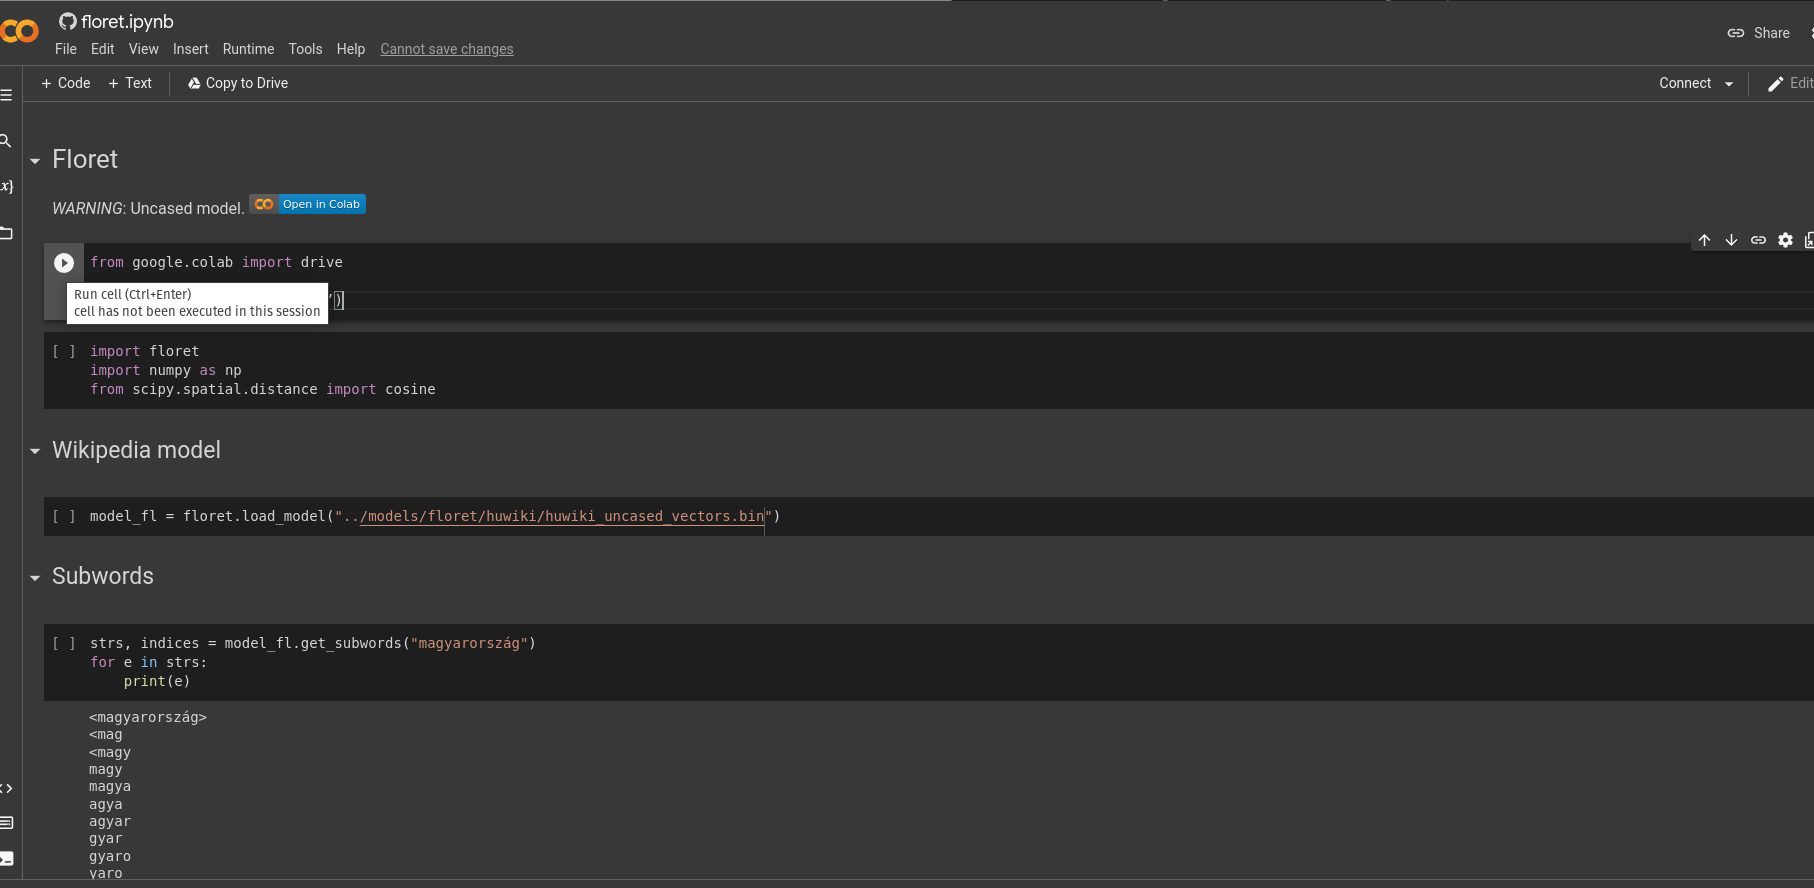 floret.ipynb
File Edit View Insert Runtime Tools Help Cannot save changes
Share
+ Code + Text Copy to Drive
Connect
Floret
WARNING: Uncased model. Open in Colab
from google.colab import drive
')
Run cell (Ctrl+Enter)
cell has not been executed in this session
[ ] import floret
import numpy as np
from scipy.spatial.distance import cosine
Wikipedia model
[ ] model_fl = floret.load_model("../models/floret/huwiki/huwiki_uncased_vectors.bin")
Subwords
[ ] strs, indices = model_fl.get_subwords("magyarország")
for e in strs:
print(e)
<magyarország>
<mag
<magy
magy
magya
agya
agyar
gyar
gyaro
yaro